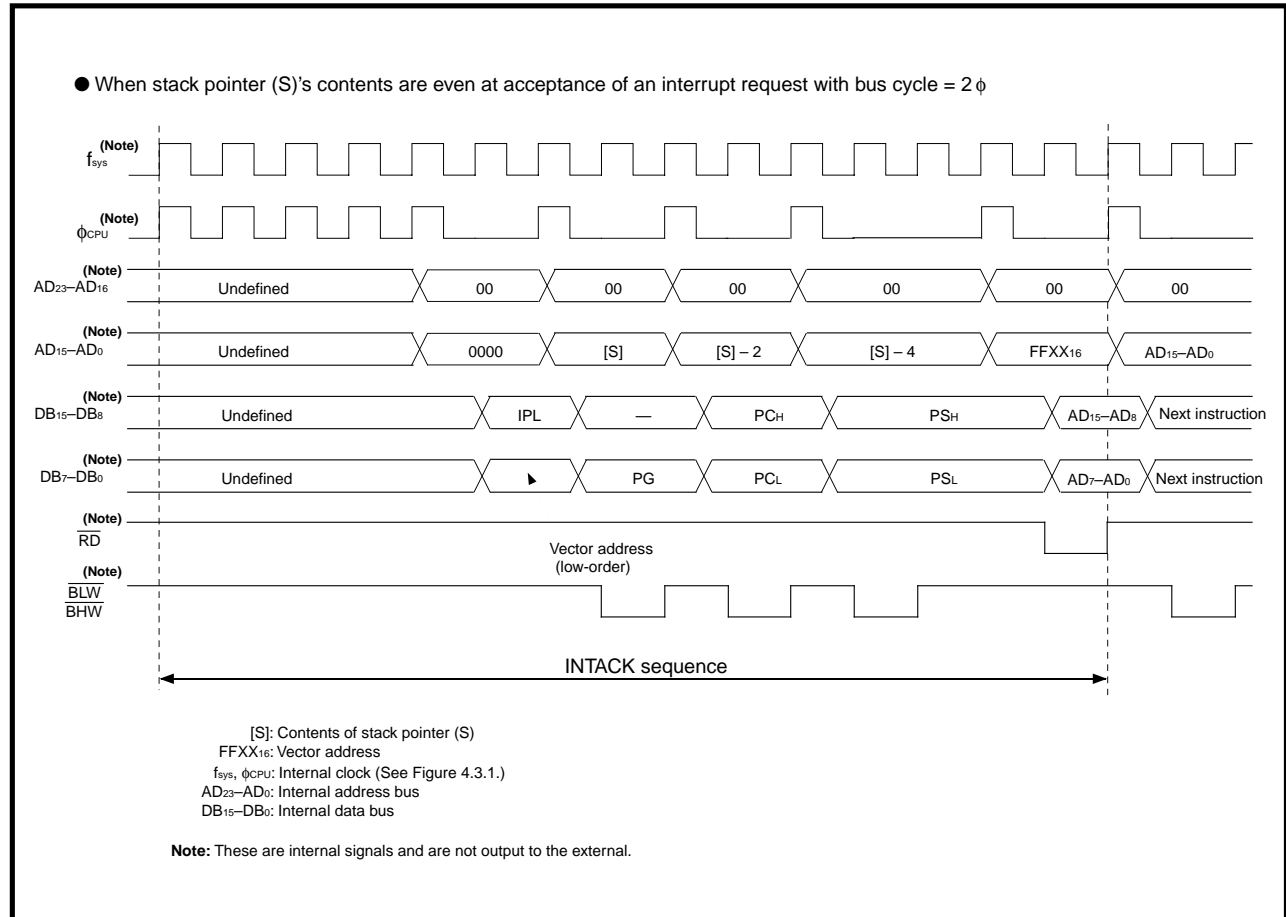 ● When stack pointer (S)'s contents are even at acceptance of an interrupt request with bus cycle = 2 ϕ
(Note)
fsys
(Note)
ϕCPU
(Note)
AD23–AD16 Undefined 00 00 00 00 00 00
(Note)
AD15–AD0 Undefined 0000 [S] [S] – 2 [S] – 4 FFXX16 AD15–AD0
(Note)
DB15–DB8 Undefined IPL — PCH PSH AD15–AD8 Next instruction
(Note)
DB7–DB0 Undefined PG PCL PSL AD7–AD0 Next instruction
(Note)
RD
Vector address
(low-order)
(Note)
BLW
BHW
INTACK sequence
[S]: Contents of stack pointer (S)
FFXX16: Vector address
fsys, ϕCPU: Internal clock (See Figure 4.3.1.)
AD23–AD0: Internal address bus
DB15–DB0: Internal data bus
Note: These are internal signals and are not output to the external.